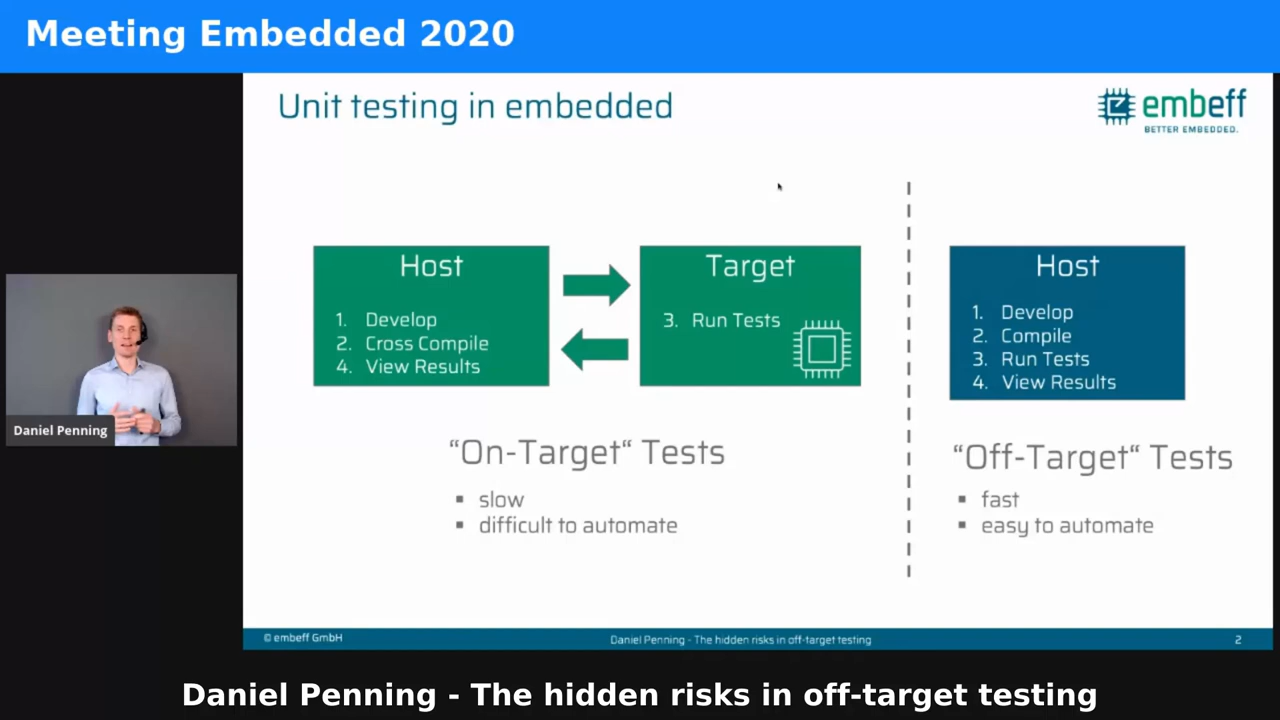 Meeting Embedded 2020
Unit testing in embedded
embeff
BETTER EMBEDDED.
Host
1. Develop
2. Cross Compile
4. View Results
Target
3. Run Tests
Host
1. Develop
2. Compile
3. Run Tests
4. View Results
“On-Target“ Tests
▪ slow
▪ difficult to automate
“Off-Target“ Tests
▪ fast
▪ easy to automate
Daniel Penning
© embeff GmbH
Daniel Penning - The hidden risks in off-target testing
2
Daniel Penning - The hidden risks in off-target testing